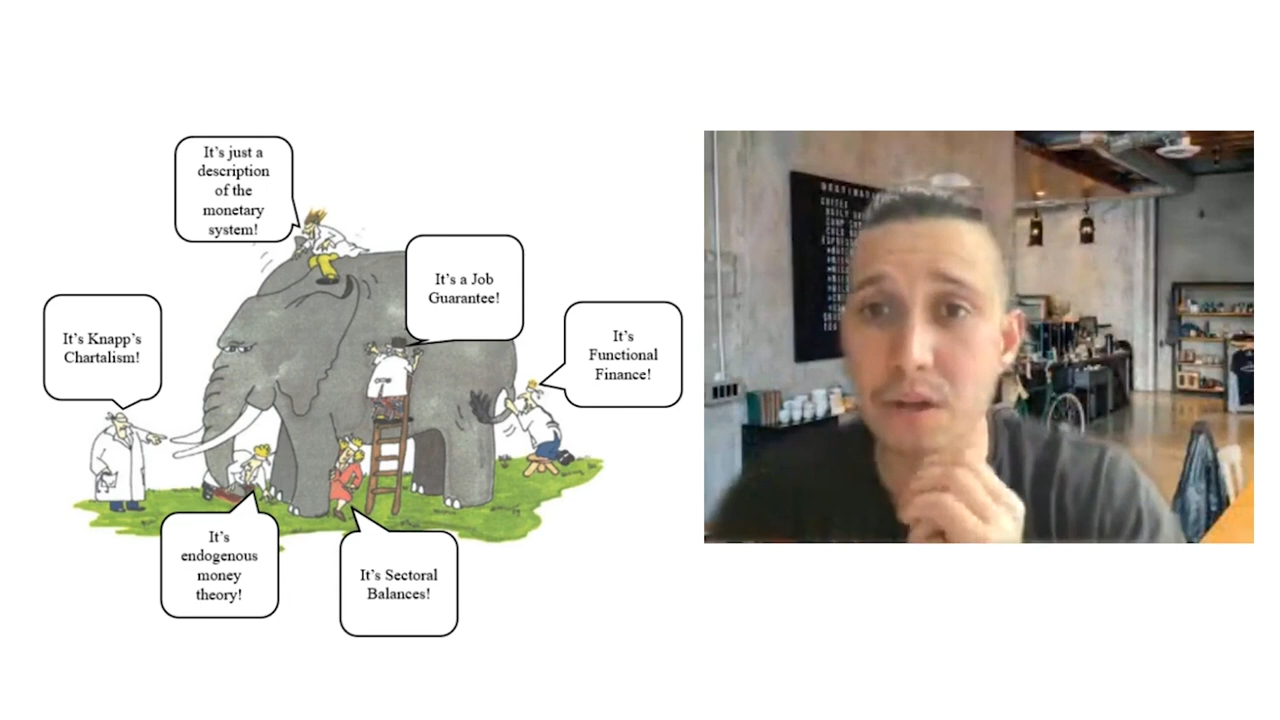 It's just a
description
of the
monetary
system!
It's a Job
Guarantee!
It's Knapp's
Chartalism!
It's
Functional
Finance!
It's
endogenous
money
theory!
It's Sectoral
Balances!
COFFEE